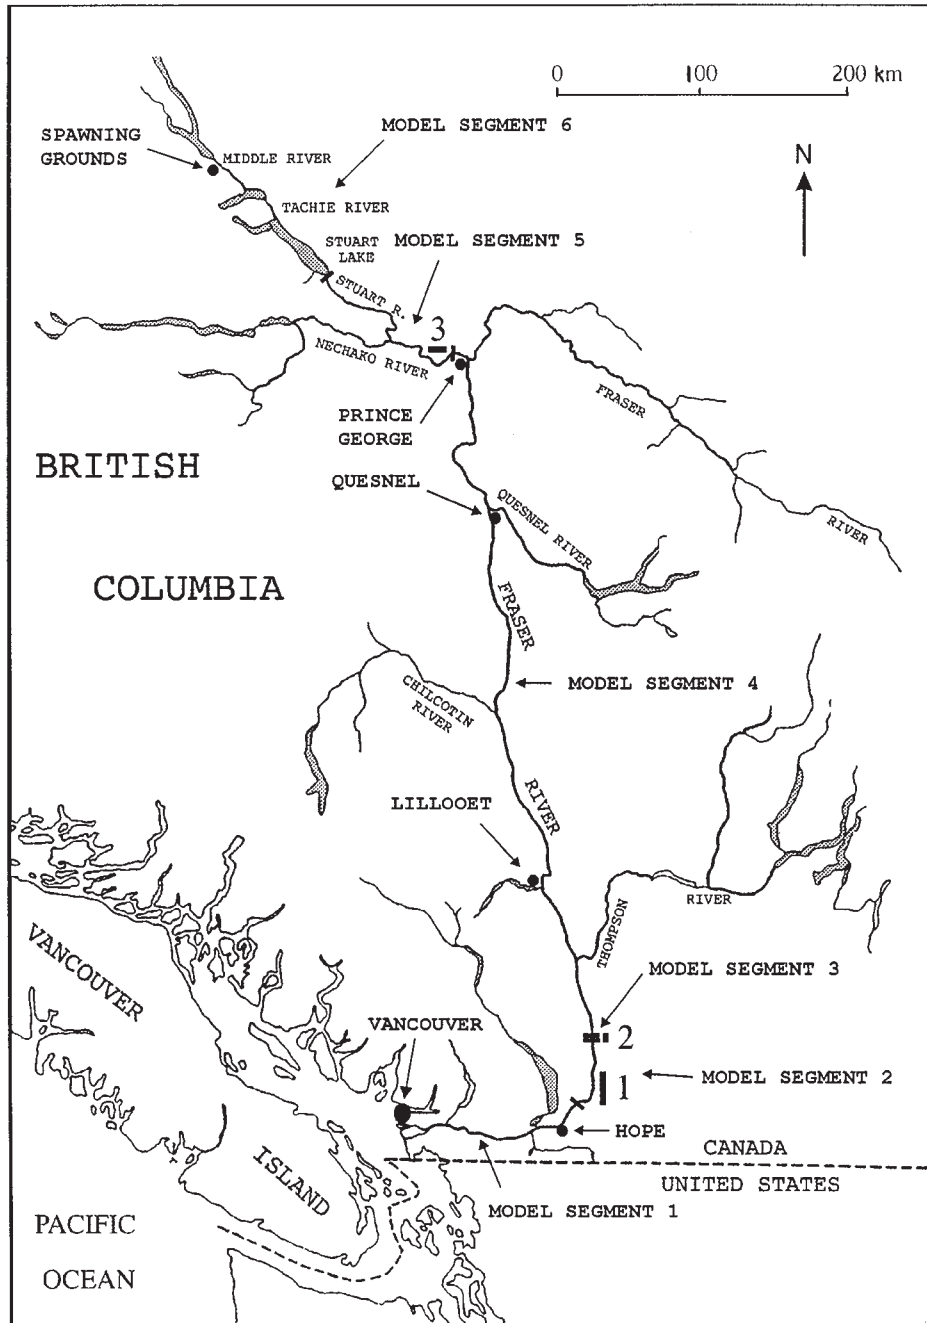 0 100 200 km
MODEL SEGMENT 6
SPAWNING
GROUNDS
MIDDLE RIVER
N
TACHIE RIVER
STUART
LAKE
MODEL SEGMENT 5
STUART R.
3
NECHAKO RIVER
FRASER
PRINCE
GEORGE
BRITISH
QUESNEL
QUESNEL RIVER
RIVER
COLUMBIA
FRASER
MODEL SEGMENT 4
CHILCOTIN
RIVER
RIVER
LILLOOET
RIVER
THOMPSON
VANCOUVER
MODEL SEGMENT 3
VANCOUVER
2
MODEL SEGMENT 2
1
HOPE
CANADA
ISLAND
UNITED STATES
MODEL SEGMENT 1
PACIFIC
OCEAN